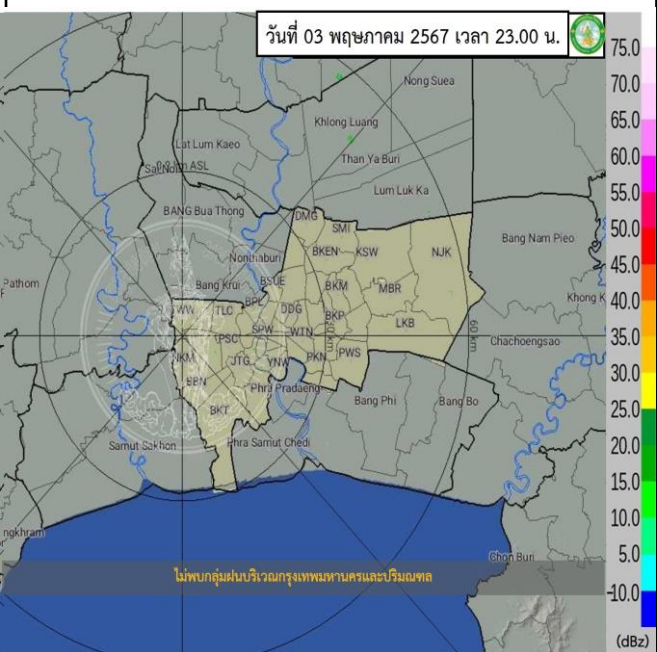 วันที่ 03 พฤษภาคม 2567 เวลา 23.00 น.
75.0
70.0
65.0
60.0
55.0
50.0
45.0
40.0
35.0
30.0
25.0
20.0
15.0
10.0
5.0
-10.0
(dBz)
Nong Suea
Khlong Luang
Lat Lum Kaeo
Than Ya Buri
km ASL
Lum Luk Ka
BANG Bua Thong
DMG
SMI
Bang Nam Pieo
BKEN
KSW
NJK
Nonthaburi
Pathom
Bang Krui
BSUE
BKM
MBR
BPL
Khong K
TWW
TLC
DDG
BKP
LKB
SPW
WTN
30 km
60 km
PSC
Chachoengsao
NKM
JTG
YNW
PKN
PWS
BBN
Phra Pradaeng
BKT
Bang Phi
Bang Bo
Samut Sakhon
Phra Samut Chedi
ngkhram
Chon Buri
ไม่พบกลุ่มฝนบริเวณกรุงเทพมหานครและปริมณฑล